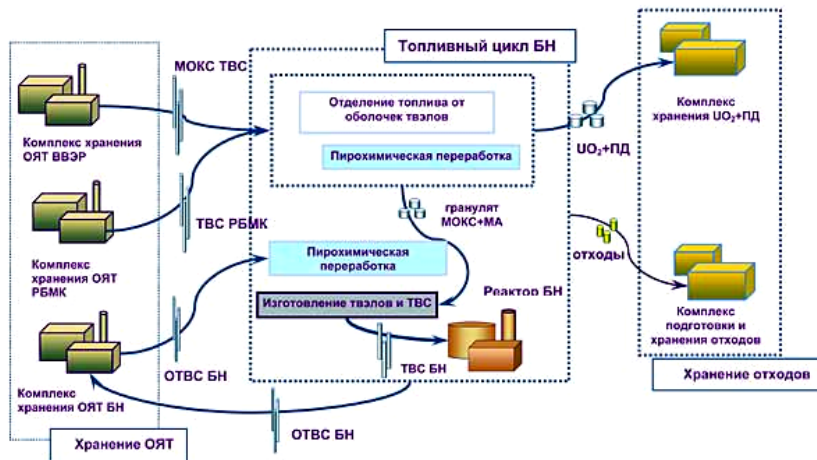 МОКС ТВС
Топливный цикл БН
Отделение топлива от
оболочек твэлов
Пирохимическая переработка
Комплекс хранения
ОЯТ ВВЭР
ТВС РБМК
UO₂+ПД
Комплекс
хранения UO₂+ПД
гранулят
МОКС+МА
Комплекс
хранения ОЯТ
РБМК
Пирохимическая
переработка
отходы
Изготовление твэлов и ТВС
Реактор БН
Комплекс
подготовки и
хранения отходов
ОТВС БН
ТВС БН
Комплекс
хранения ОЯТ БН
Хранение отходов
ОТВС БН
Хранение ОЯТ